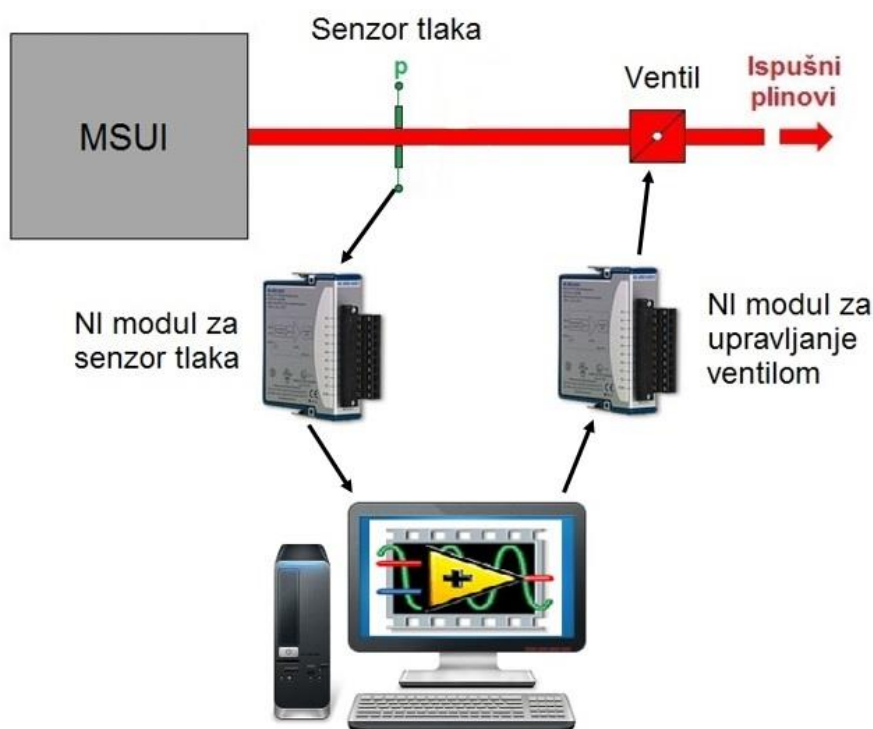 Senzor tlaka
p
Ventil
Ispušni
plinovi
MSUI
NI modul za
senzor tlaka
NI modul za
upravljanje
ventilom